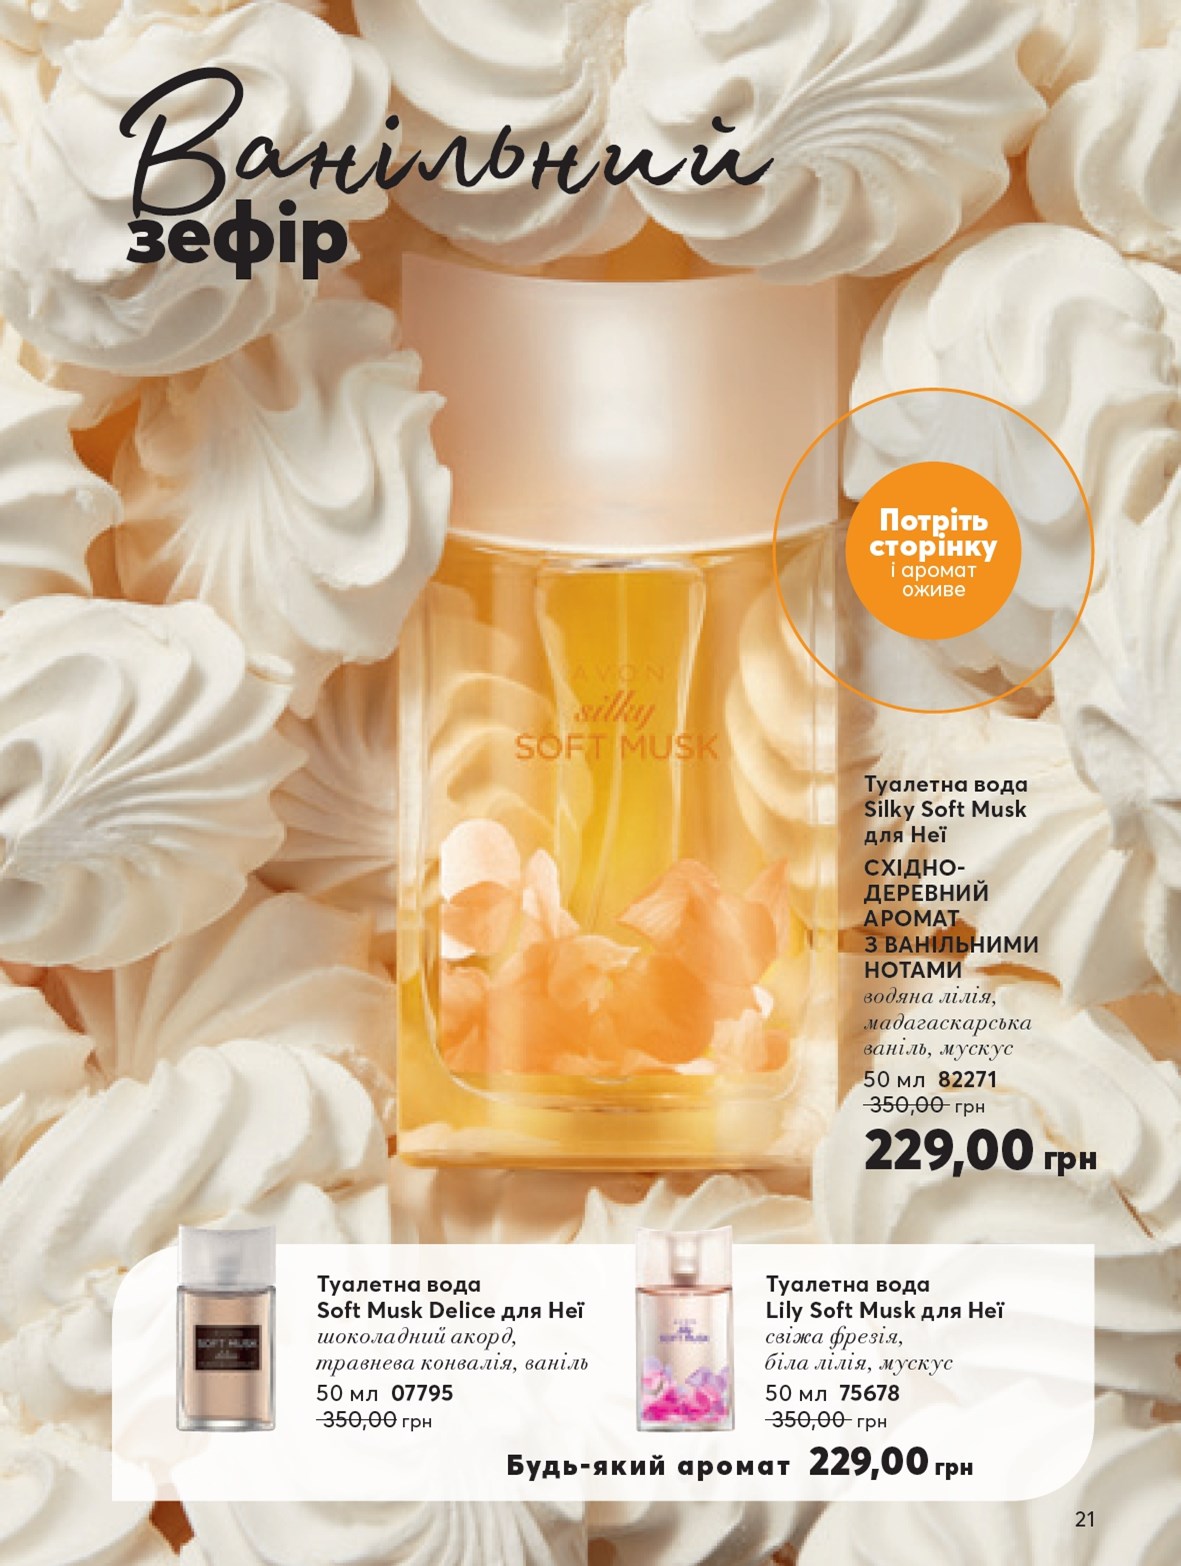 Ванільний
зефір
Потріть
сторінку
і аромат
оживе
AVON
silky
SOFT MUSK
Туалетна вода
Silky Soft Musk
для Неї
СХІДНО-
ДЕРЕВНИЙ
АРОМАТ
З ВАНІЛЬНИМИ
НОТАМИ
водяна лілія,
мадагаскарська
ваніль, мускус
50 мл 82271
350,00 грн
229,00 грн
SOFT MUSK
Туалетна вода
Soft Musk Delice для Неї
шоколадний акорд,
травнева конвалія, ваніль
50 мл 07795
350,00 грн
SOFT MUSK
Туалетна вода
Lily Soft Musk для Неї
свіжа фрезія,
біла лілія, мускус
50 мл 75678
350,00 грн
Будь-який аромат 229,00 грн
21